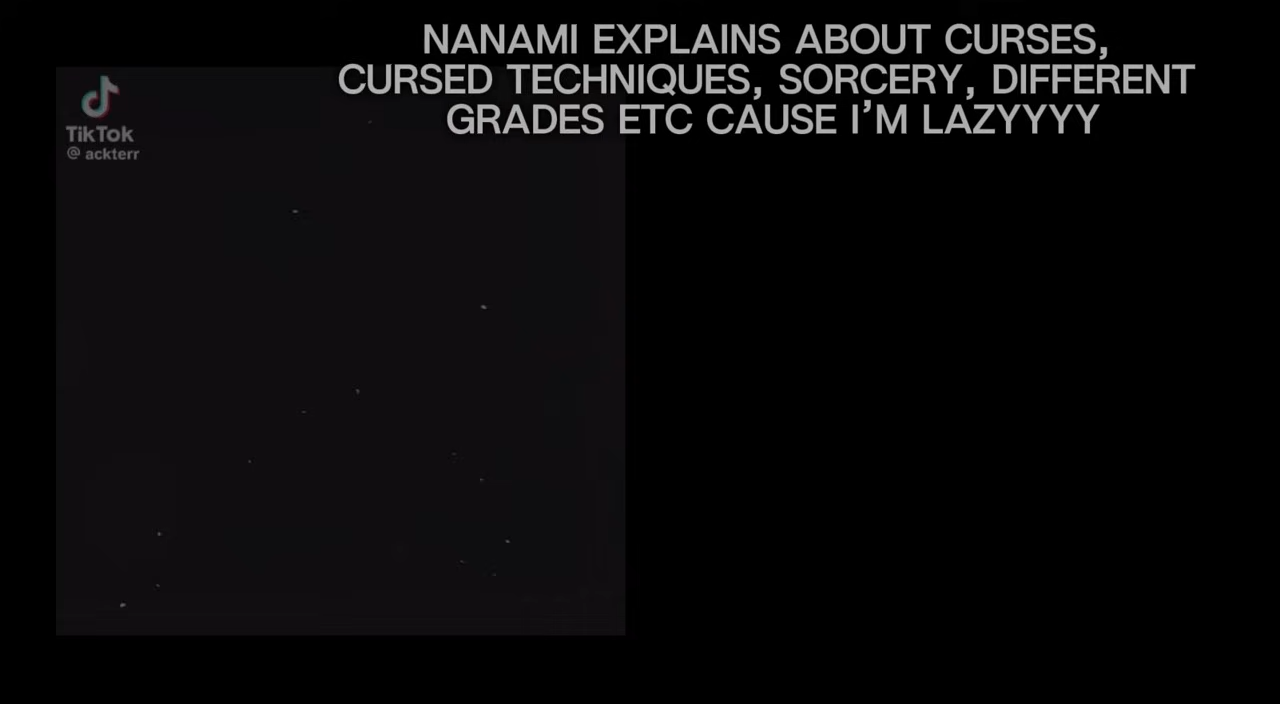 NANAMI EXPLAINS ABOUT CURSES,
CURSED TECHNIQUES, SORCERY, DIFFERENT
GRADES ETC CAUSE I’M LAZYYYY
TikTok
@ ackterr